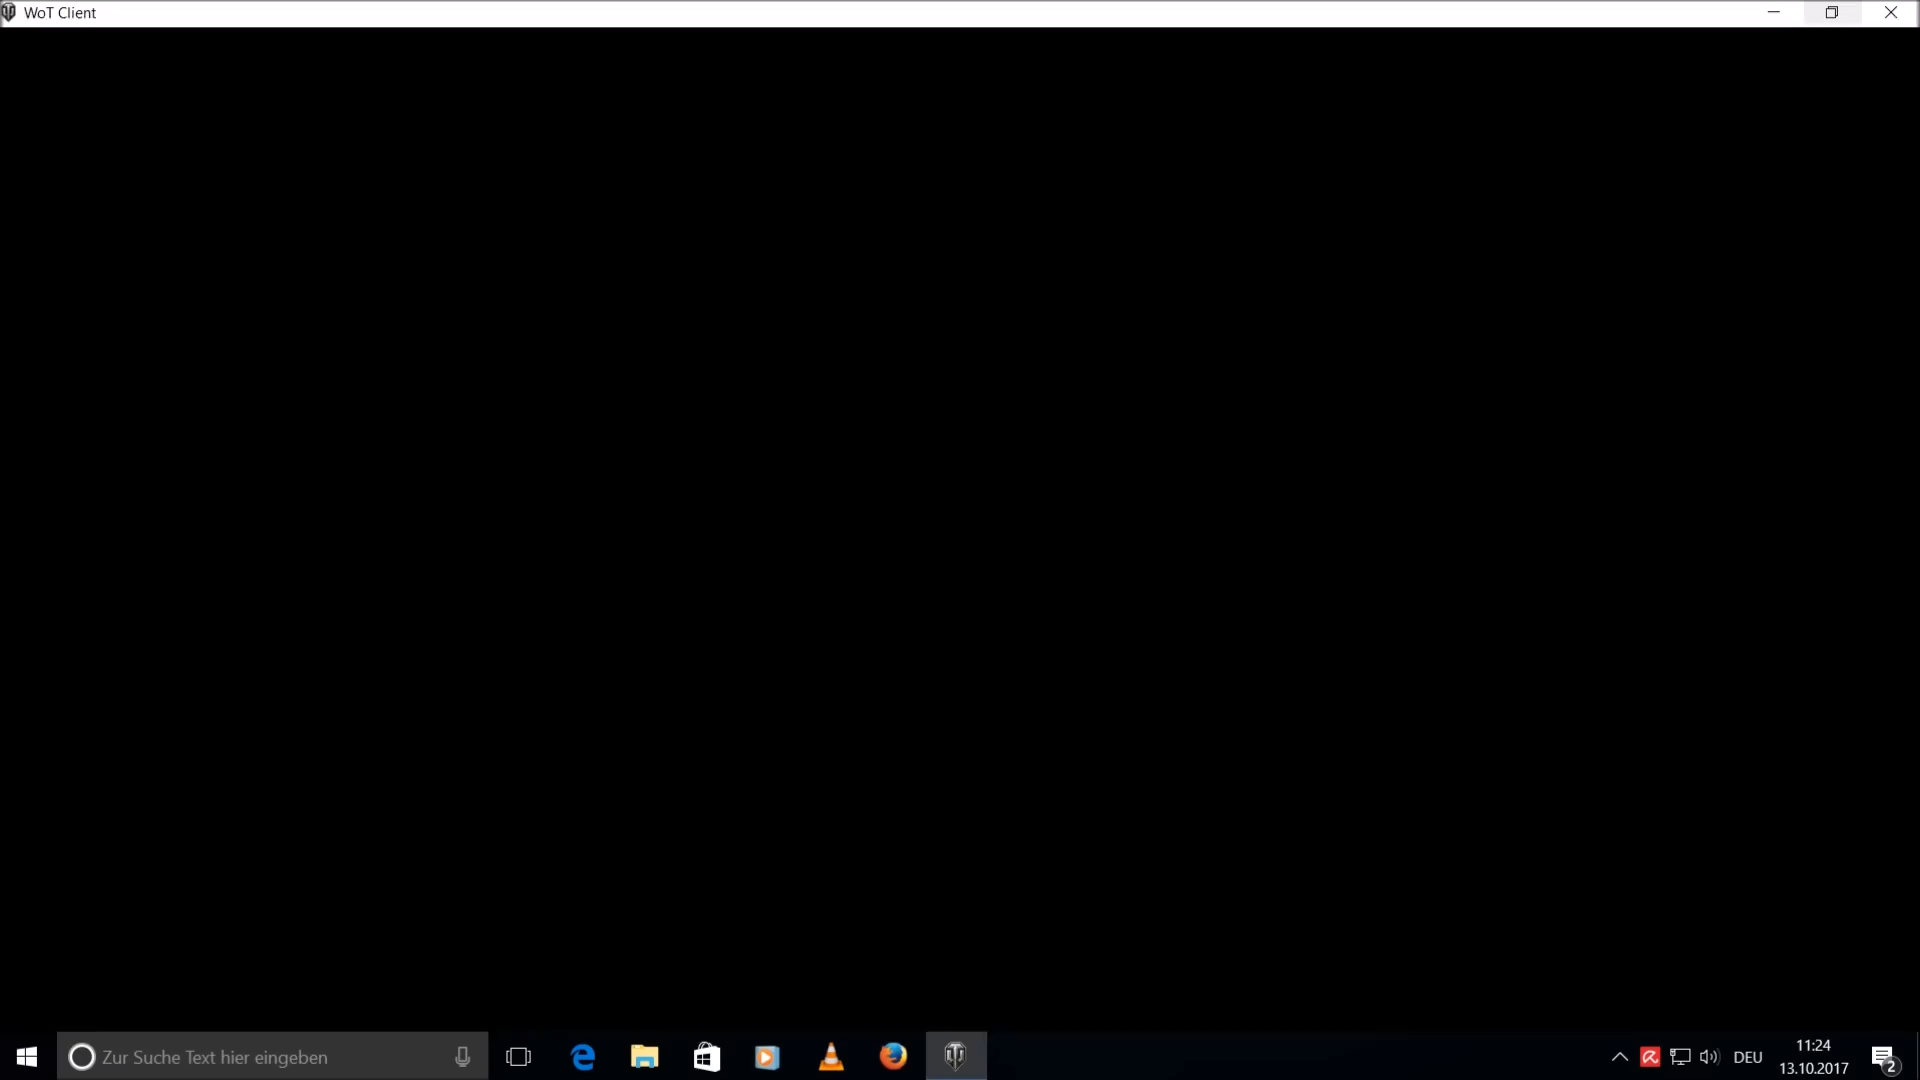 WoT Client
Zur Suche Text hier eingeben
DEU
11:24
13.10.2017
2